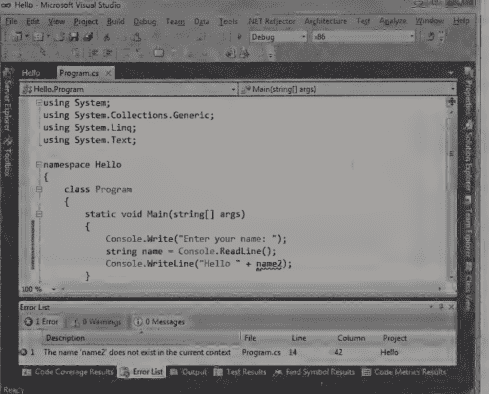 Hello - Microsoft Visual Studio
File Edit View Project Build Debug Team Data Tools .NET Reflector Architecture Test Analyze Window Help
Debug x86
Hello Program.cs
Hello.Program Main(string[] args)
using System;
using System.Collections.Generic;
using System.Linq;
using System.Text;
namespace Hello
{
class Program
{
static void Main(string[] args)
{
Console.Write("Enter your name: ");
string name = Console.ReadLine();
Console.WriteLine("Hello " + name2);
}
100 %
Error List
1 Error 0 Warnings 0 Messages
Description File Line Column Project
1 The name 'name2' does not exist in the current context Program.cs 14 42 Hello
Code Coverage Results Error List Output Test Results Find Symbol Results Code Metrics Results
Ready
Server Explorer
Toolbox
Properties
Solution Explorer
Team Explorer
Class View